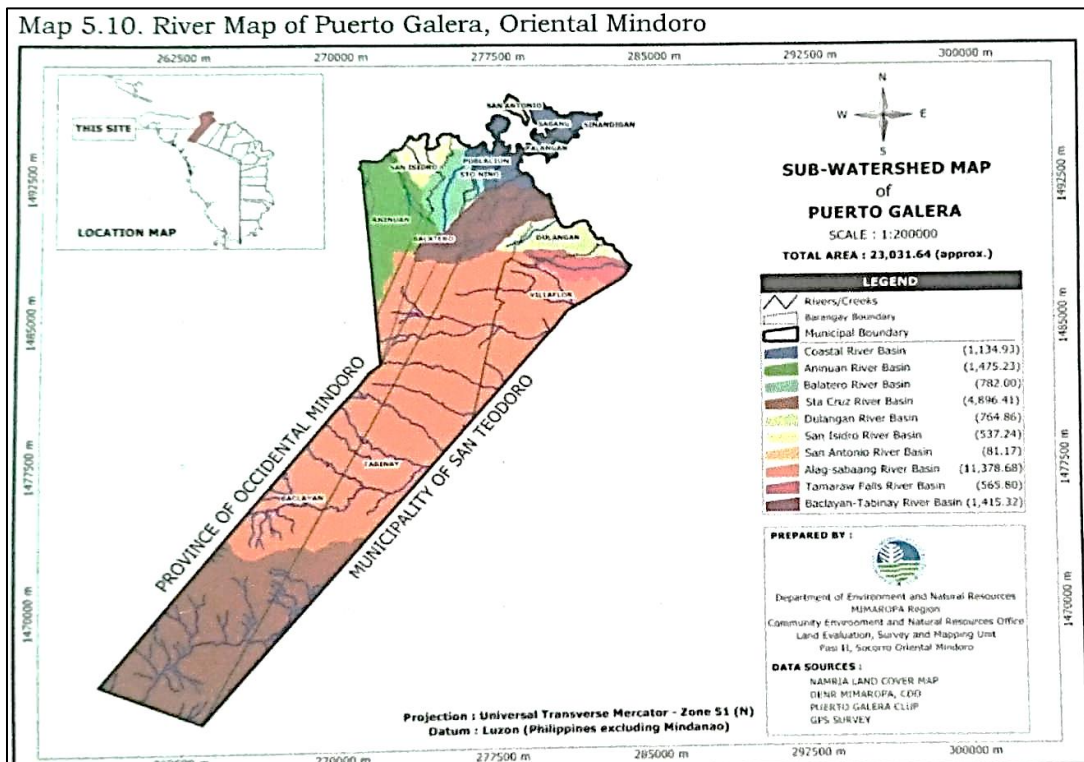 Map 5.10. River Map of Puerto Galera, Oriental Mindoro
262500 m
270000 m
277500 m
285000 m
292500 m
300000 m
1492500 m
1485000 m
1477500 m
1470000 m
THIS SITE
LOCATION MAP
SAN ANTONIO
SABANG
SINANDIGAN
PALANGAN
POBLACION
STO NINO
SAN ISIDRO
ANINUAN
BALATERO
DULANGAN
VILLAFLOR
TABINAY
BACLAYAN
PROVINCE OF OCCIDENTAL MINDORO
MUNICIPALITY OF SAN TEODORO
N
W E
S
SUB-WATERSHED MAP
of
PUERTO GALERA
SCALE : 1:200000
TOTAL AREA : 23,031.64 (approx.)
LEGEND
Rivers/Creeks
Barangay Boundary
Municipal Boundary
Coastal River Basin (1,134.93)
Aninuan River Basin (1,475.23)
Balatero River Basin (782.00)
Sta Cruz River Basin (4,896.41)
Dulangan River Basin (764.86)
San Isidro River Basin (537.24)
San Antonio River Basin (81.17)
Alag-sabaang River Basin (11,378.68)
Tamaraw Falls River Basin (565.80)
Baclayan-Tabinay River Basin (1,415.32)
PREPARED BY :
Department of Environment and Natural Resources
MIMAROPA Region
Community Environment and Natural Resources Office
Land Evaluation, Survey and Mapping Unit
Pasi II, Socorro Oriental Mindoro
DATA SOURCES :
NAMRIA LAND COVER MAP
DENR MIMAROPA, CDD
PUERTO GALERA CLUP
GPS SURVEY
Projection : Universal Transverse Mercator - Zone 51 (N)
Datum : Luzon (Philippines excluding Mindanao)
1492500 m
1485000 m
1477500 m
1470000 m
270000 m
277500 m
285000 m
292500 m
300000 m